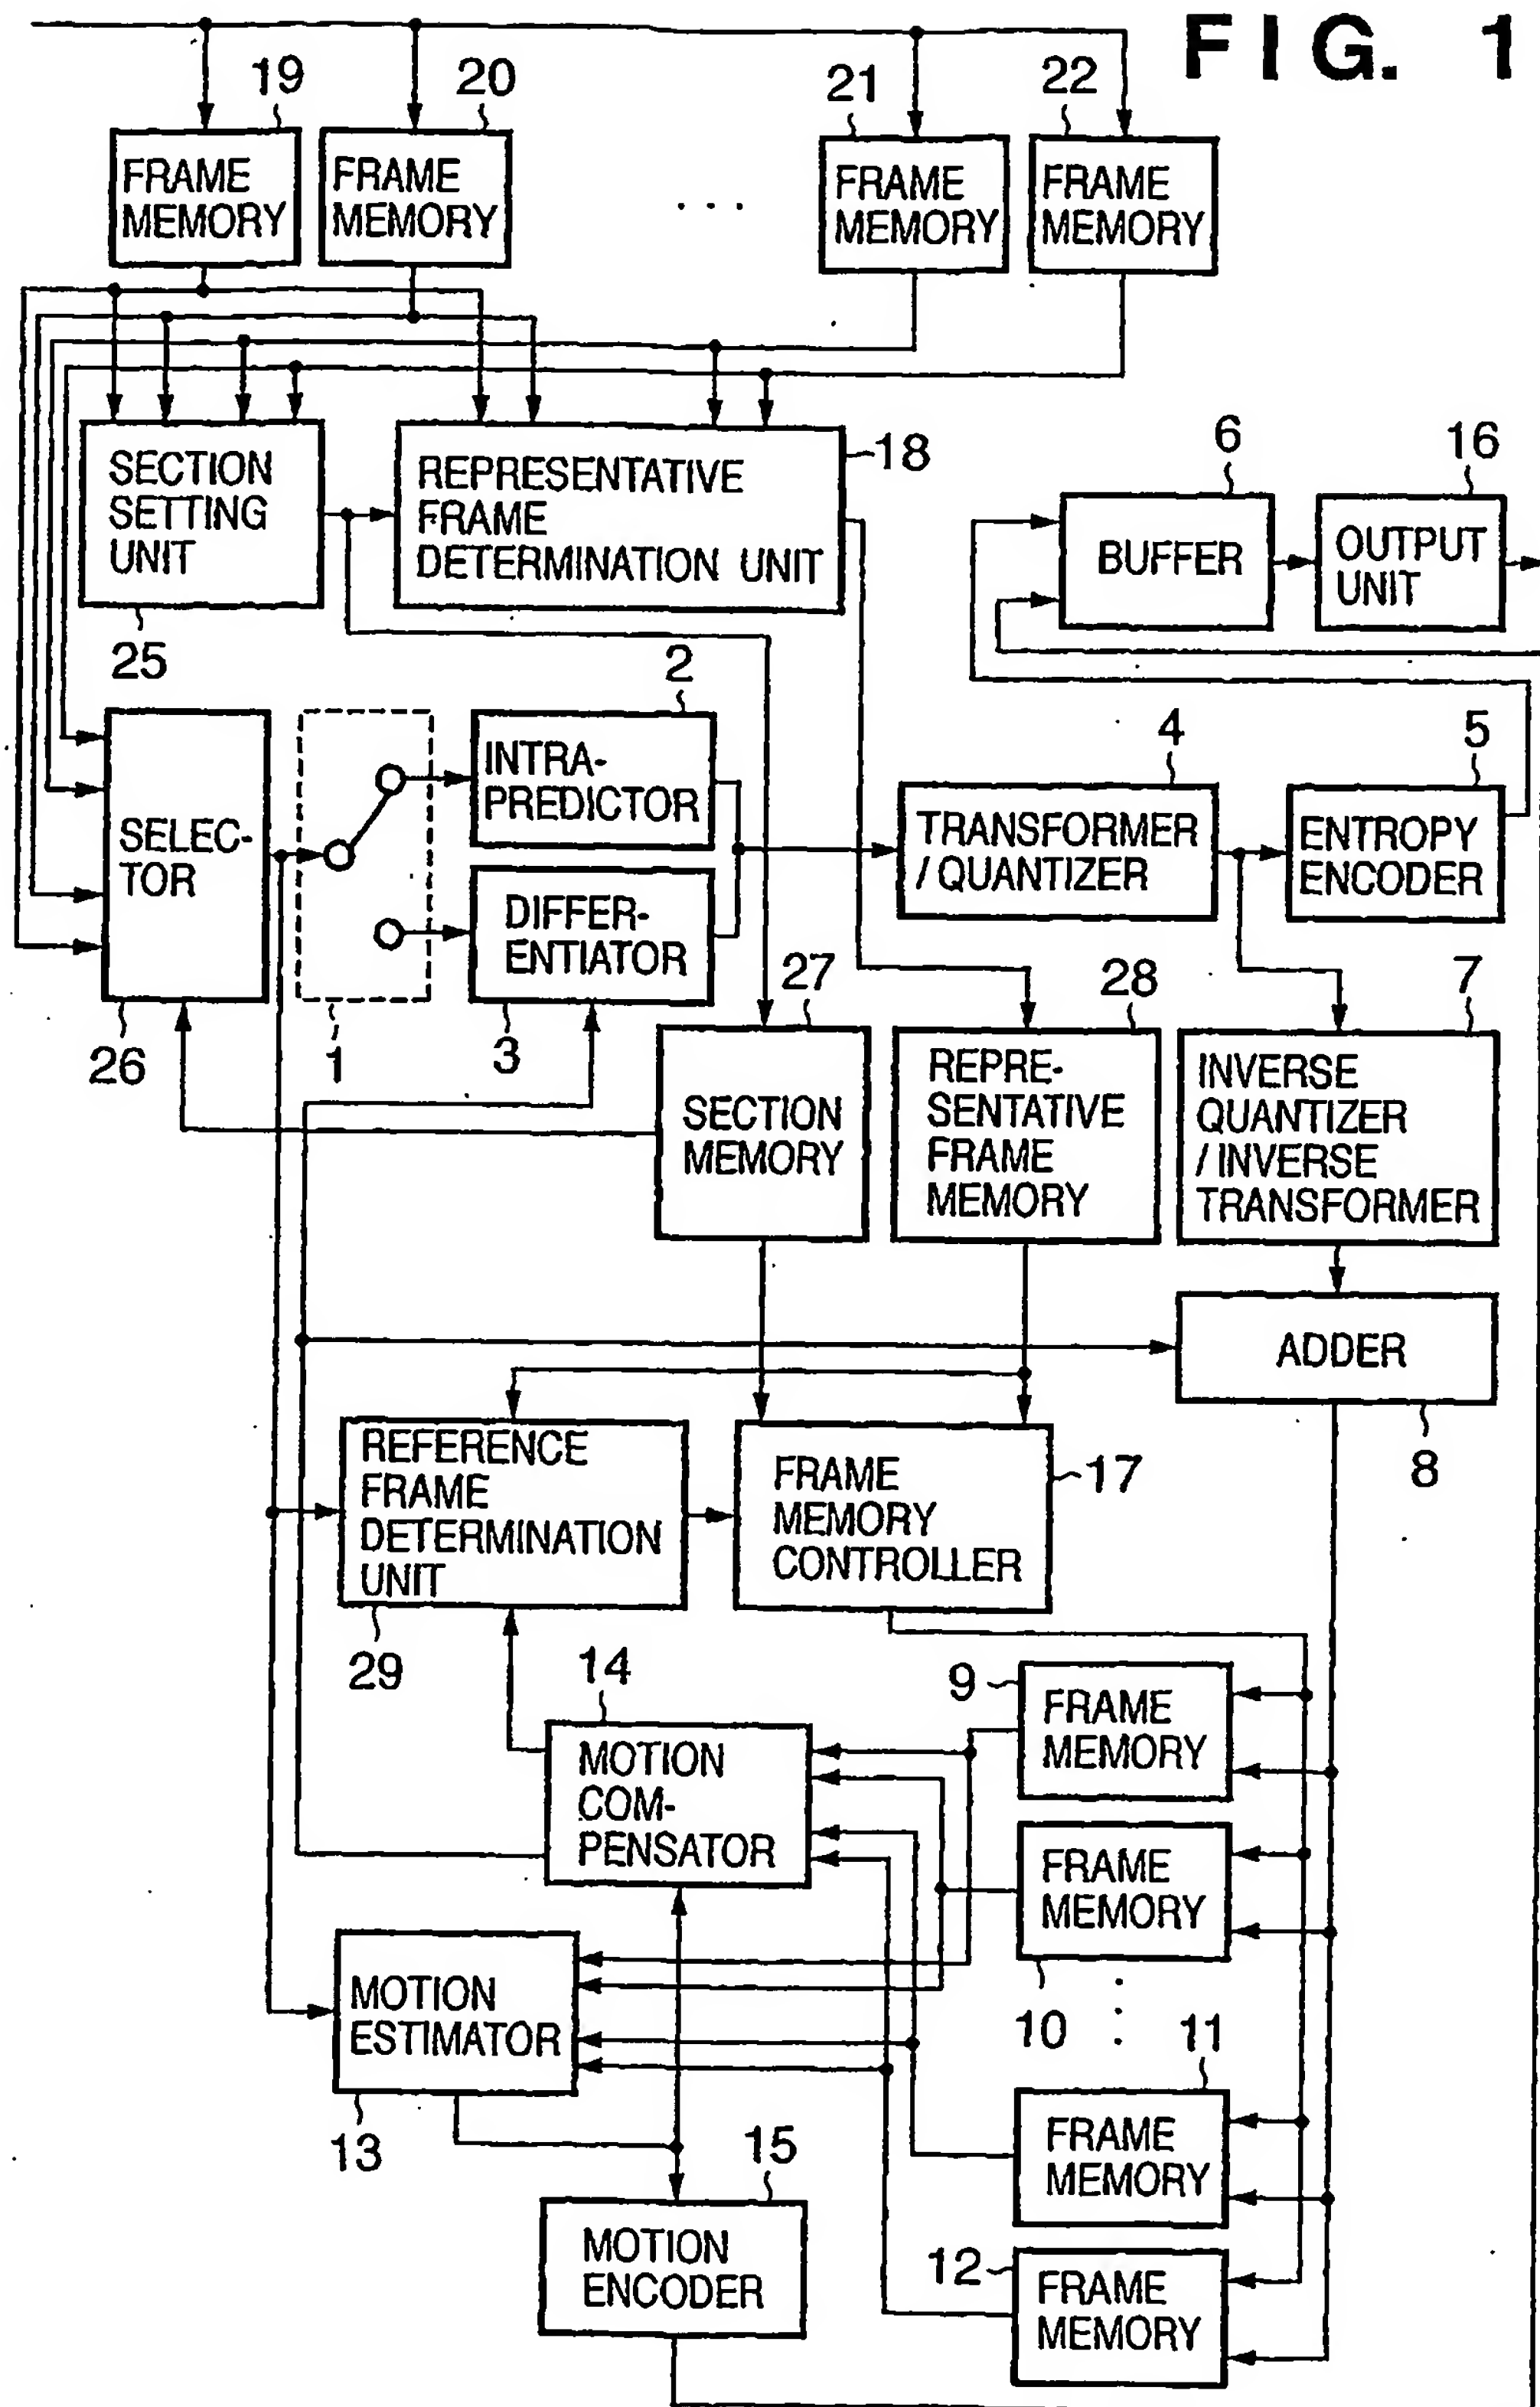 FIG. 1
19
20
21
22
FRAME
MEMORY
FRAME
MEMORY
. . .
FRAME
MEMORY
FRAME
MEMORY
SECTION
SETTING
UNIT
25
REPRESENTATIVE
FRAME
DETERMINATION UNIT
18
6
BUFFER
16
OUTPUT
UNIT
SELEC-
TOR
26
1
2
INTRA-
PREDICTOR
DIFFER-
ENTIATOR
3
4
TRANSFORMER
/ QUANTIZER
5
ENTROPY
ENCODER
27
SECTION
MEMORY
28
REPRE-
SENTATIVE
FRAME
MEMORY
7
INVERSE
QUANTIZER
/ INVERSE
TRANSFORMER
ADDER
8
REFERENCE
FRAME
DETERMINATION
UNIT
29
FRAME
MEMORY
CONTROLLER
17
14
MOTION
COM-
PENSATOR
9
FRAME
MEMORY
FRAME
MEMORY
10
MOTION
ESTIMATOR
13
11
FRAME
MEMORY
15
MOTION
ENCODER
12
FRAME
MEMORY